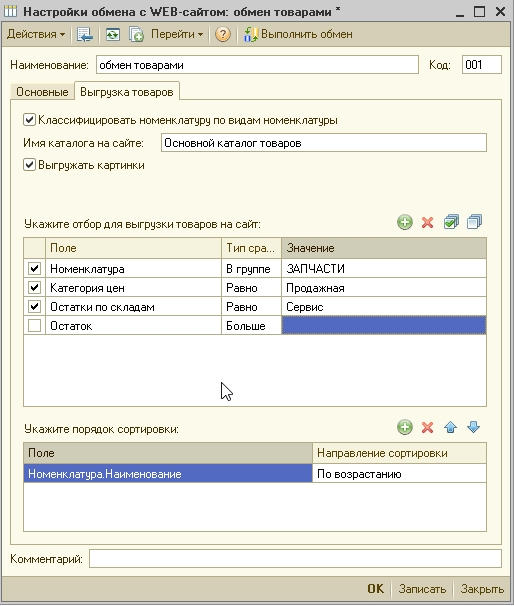 Настройки обмена с WEB-сайтом: обмен товарами *
Действия Перейти ? Выполнить обмен
Наименование: обмен товарами Код: 001
Основные Выгрузка товаров
Классифицировать номенклатуру по видам номенклатуры
Имя каталога на сайте: Основной каталог товаров
Выгружать картинки
Укажите отбор для выгрузки товаров на сайт:
Поле Тип сра... Значение
Номенклатура В группе ЗАПЧАСТИ
Категория цен Равно Продажная
Остатки по складам Равно Сервис
Остаток Больше
Укажите порядок сортировки:
Поле Направление сортировки
Номенклатура.Наименование По возрастанию
Комментарий:
OK Записать Закрыть